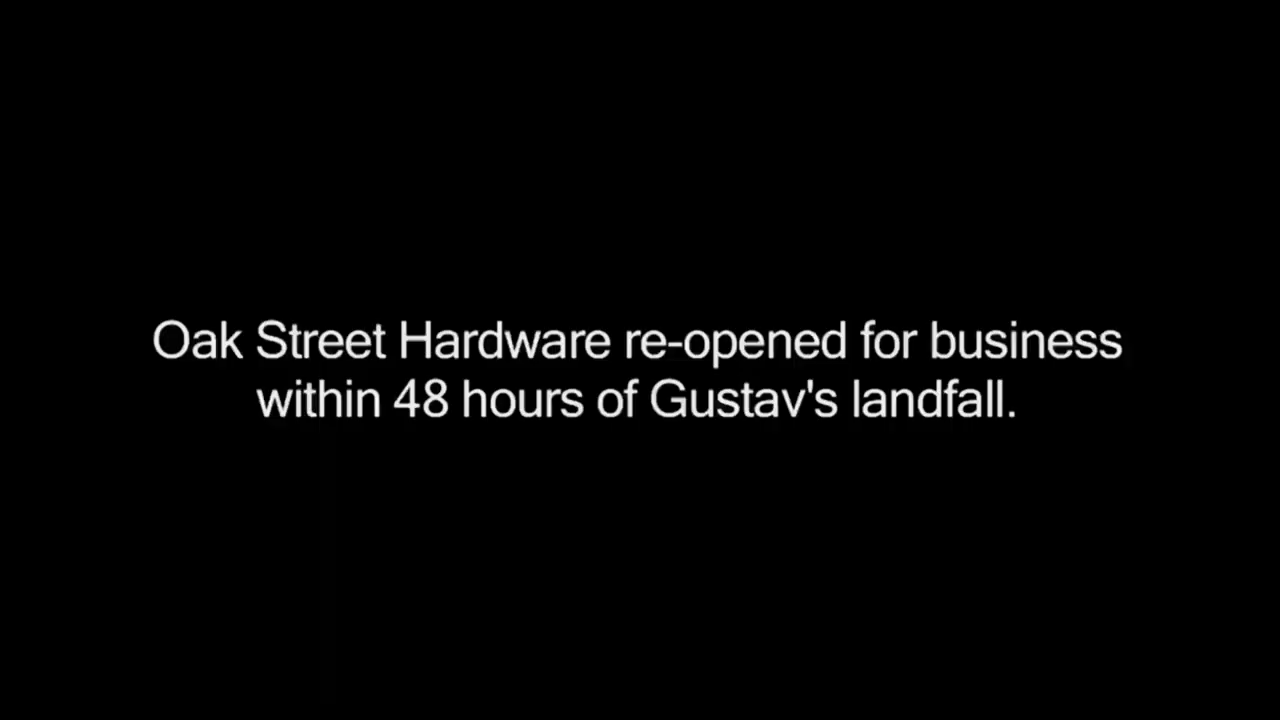 Oak Street Hardware re-opened for business
within 48 hours of Gustav's landfall.